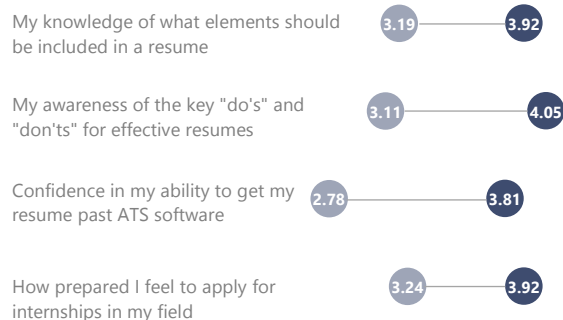 My knowledge of what elements should
be included in a resume
3.19 3.92
My awareness of the key "do's" and
"don'ts" for effective resumes
3.11 4.05
Confidence in my ability to get my
resume past ATS software
2.78 3.81
How prepared I feel to apply for
internships in my field
3.24 3.92